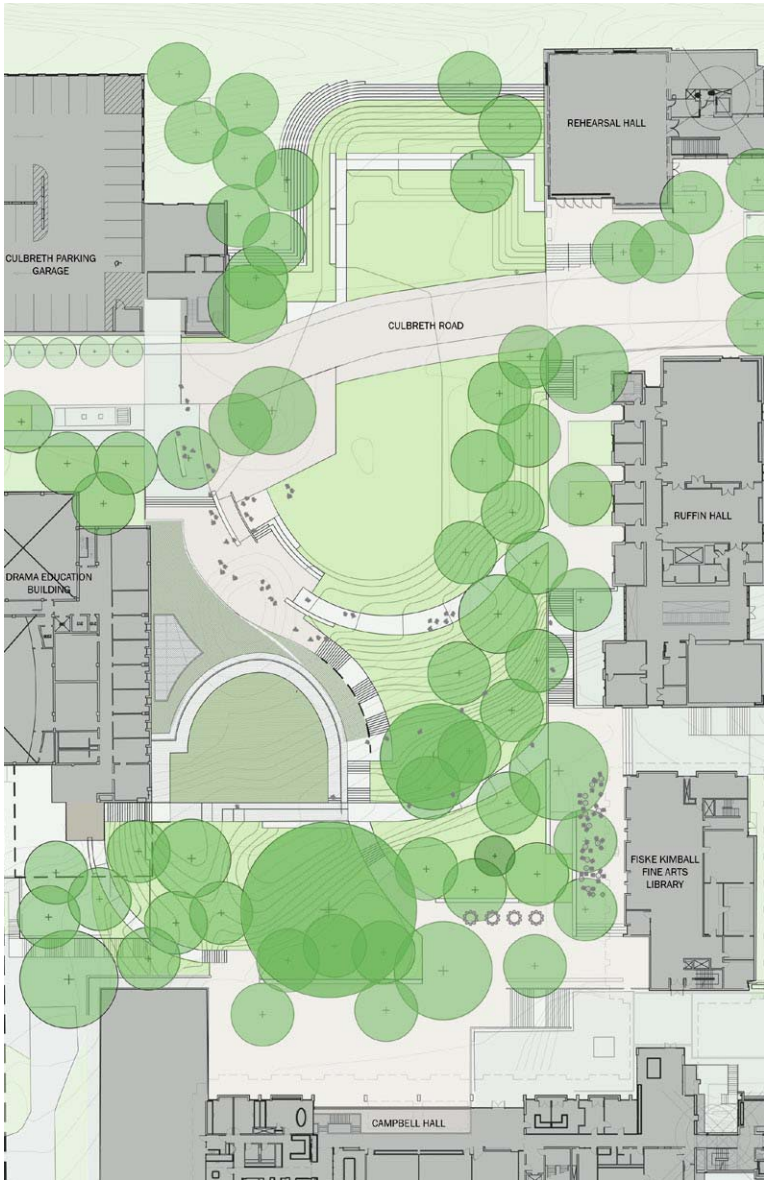 REHEARSAL HALL
CULBRETH PARKING
GARAGE
CULBRETH ROAD
RUFFIN HALL
DRAMA EDUCATION
BUILDING
FISKE KIMBALL
FINE ARTS
LIBRARY
CAMPBELL HALL